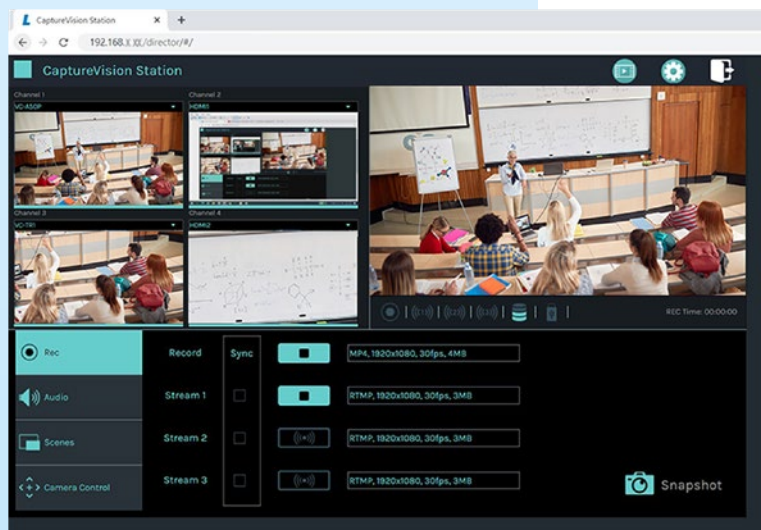 CaptureVision Station
192.168.X.XX/director/#/
CaptureVision Station
Channel 1
Channel 2
VC-A50P
HDMI1
Channel 3
Channel 4
VC-TR1
HDMI2
REC Time: 00:00:00
Rec
Record
Sync
MP4, 1920x1080, 30fps, 4MB
Audio
Stream 1
RTMP, 1920x1080, 30fps, 3MB
Scenes
Stream 2
RTMP, 1920x1080, 30fps, 3MB
Camera Control
Stream 3
RTMP, 1920x1080, 30fps, 3MB
Snapshot